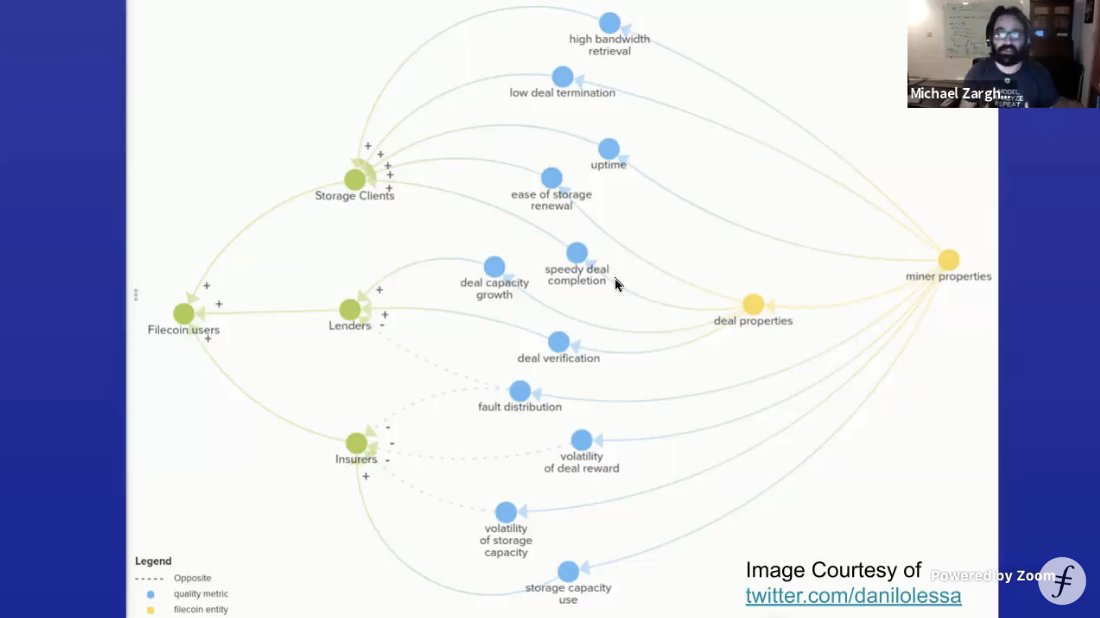 high bandwidth
retrieval
low deal termination
uptime
ease of storage
renewal
speedy deal
completion
deal capacity
growth
deal verification
fault distribution
volatility
of deal reward
volatility
of storage
capacity
storage capacity
use
Storage Clients
+
+
+
+
+
Filecoin users
+
+
+
Lenders
+
+
-
Insurers
-
-
-
+
deal properties
miner properties
Legend
Opposite
quality metric
filecoin entity
Image Courtesy of
twitter.com/danilolessa
Powered by Zoom
Michael Zargh...
MODEL
REPEAT